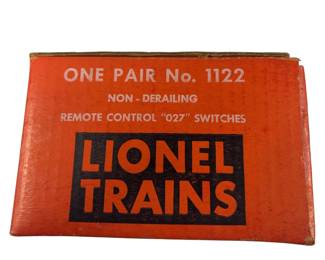 ONE PAIR No. 1122
NON - DERAILING
REMOTE CONTROL "027" SWITCHES
LIONEL
TRAINS